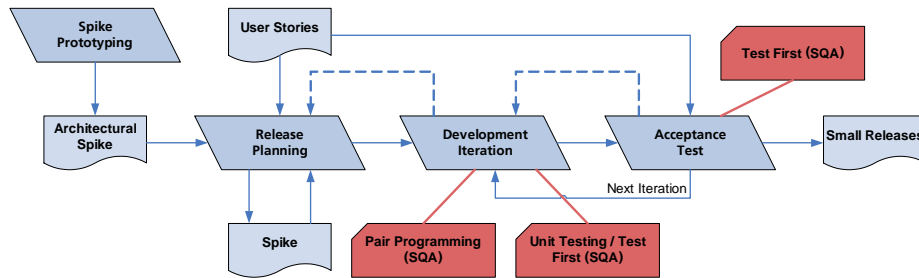 Spike
Prototyping
User Stories
Test First (SQA)
Architectural
Spike
Release
Planning
Development
Iteration
Acceptance
Test
Small Releases
Next Iteration
Spike
Pair Programming
(SQA)
Unit Testing / Test
First (SQA)